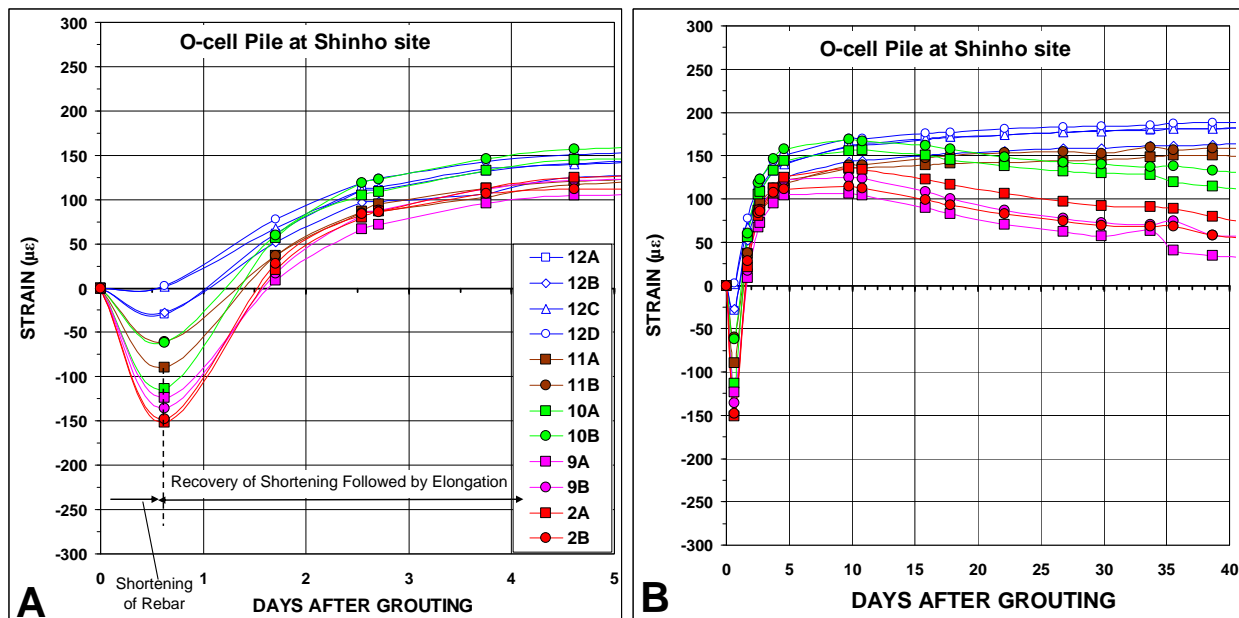 O-cell Pile at Shinho site
300
250
200
150
100
50
0
-50
-100
-150
-200
-250
-300
STRAIN (με)
12A
12B
12C
12D
11A
11B
10A
10B
9A
9B
2A
2B
Recovery of Shortening Followed by Elongation
0 1 2 3 4 5
Shortening
of Rebar
A
DAYS AFTER GROUTING
O-cell Pile at Shinho site
300
250
200
150
100
50
0
-50
-100
-150
-200
-250
-300
STRAIN (με)
0 5 10 15 20 25 30 35 40
B
DAYS AFTER GROUTING